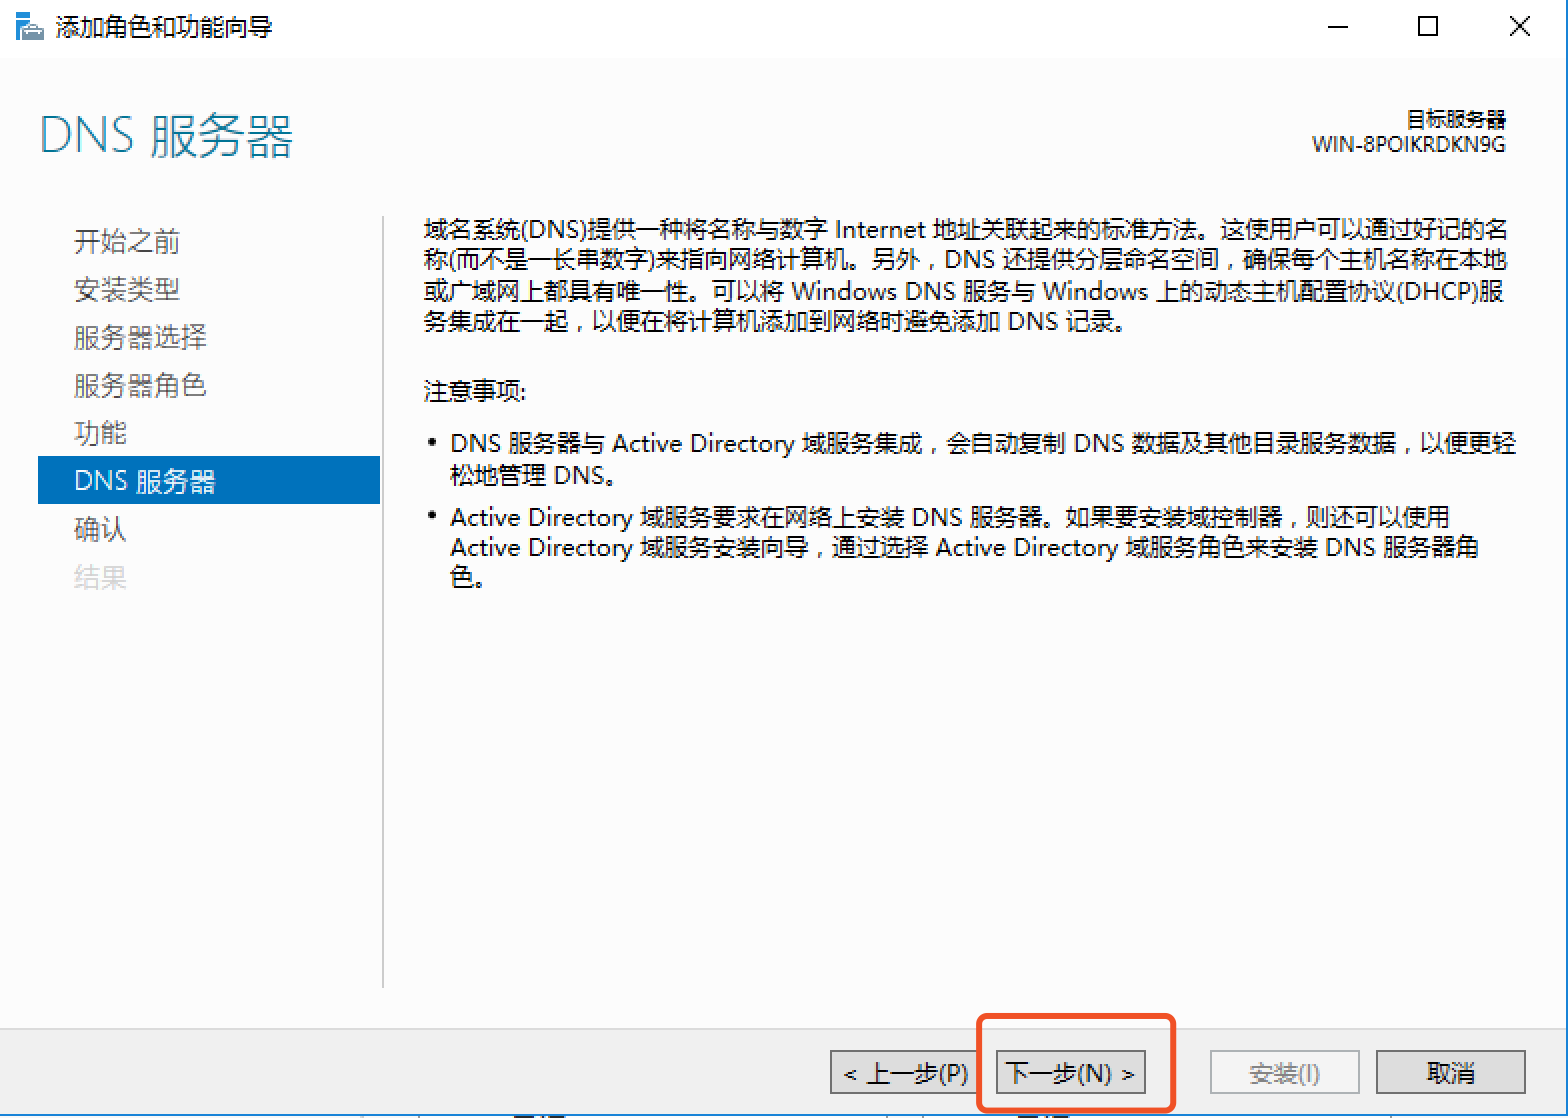 添加角色和功能向导
DNS 服务器
目标服务器
WIN-8POIKRDKN9G
开始之前
安装类型
服务器选择
服务器角色
功能
DNS 服务器
确认
结果
域名系统(DNS)提供一种将名称与数字 Internet 地址关联起来的标准方法。这使用户可以通过好记的名
称(而不是一长串数字)来指向网络计算机。另外，DNS 还提供分层命名空间，确保每个主机名称在本地
或广域网上都具有唯一性。可以将 Windows DNS 服务与 Windows 上的动态主机配置协议(DHCP)服
务集成在一起，以便在将计算机添加到网络时避免添加 DNS 记录。
注意事项:
• DNS 服务器与 Active Directory 域服务集成，会自动复制 DNS 数据及其他目录服务数据，以便更轻
松地管理 DNS。
• Active Directory 域服务要求在网络上安装 DNS 服务器。如果要安装域控制器，则还可以使用
Active Directory 域服务安装向导，通过选择 Active Directory 域服务角色来安装 DNS 服务器角
色。
< 上一步(P)
下一步(N) >
安装(I)
取消